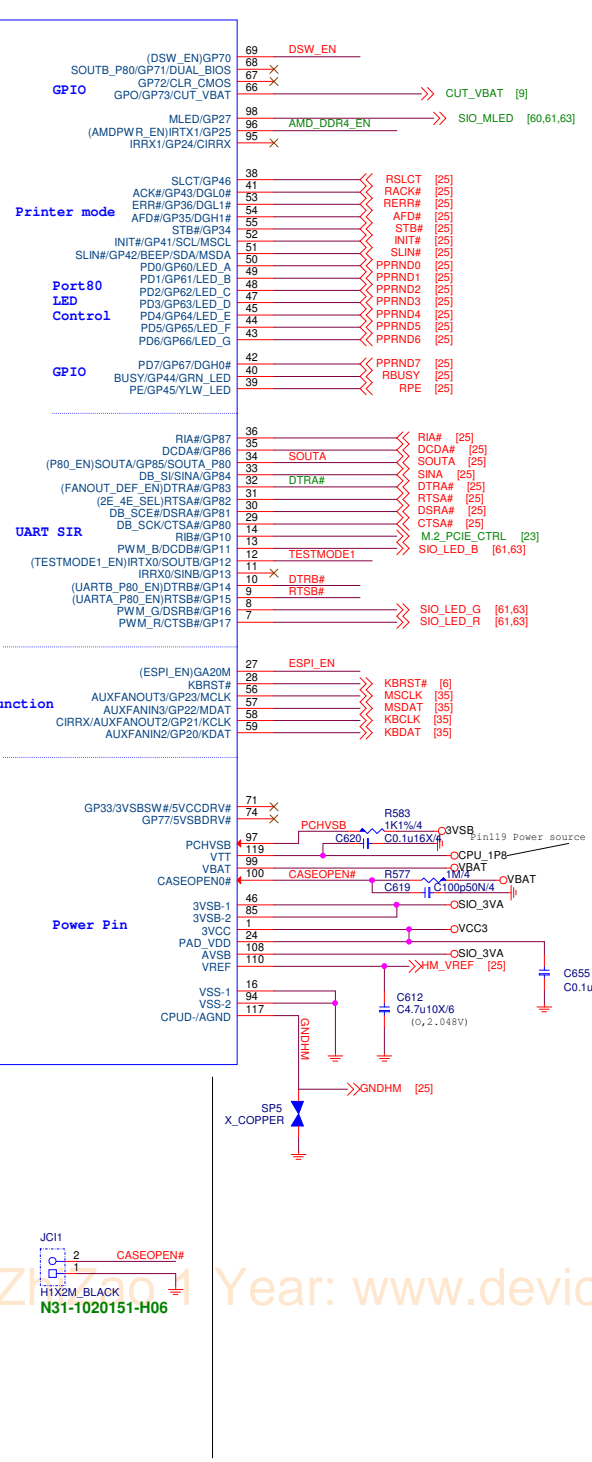 GPIO
(DSW_EN)GP70 69 DSW_EN
SOUTB_P80/GP71/DUAL_BIOS 68
GP72/CLR_CMOS 67
GPO/GP73/CUT_VBAT 66 CUT_VBAT [9]
MLED/GP27 98 SIO_MLED [60,61,63]
(AMDPWR_EN)IRTX1/GP25 96 AMD_DDR4_EN
IRRX1/GP24/CIRRX 95
Printer mode
SLCT/GP46 38 RSLCT [25]
ACK#/GP43/DGL0# 41 RACK# [25]
ERR#/GP36/DGL1# 53 RERR# [25]
AFD#/GP35/DGH1# 54 AFD# [25]
STB#/GP34 55 STB# [25]
INIT#/GP41/SCL/MSCL 52 INIT# [25]
SLIN#/GP42/BEEP/SDA/MSDA 51 SLIN# [25]
Port80
LED
Control
PD0/GP60/LED_A 50 PPRND0 [25]
PD1/GP61/LED_B 49 PPRND1 [25]
PD2/GP62/LED_C 48 PPRND2 [25]
PD3/GP63/LED_D 47 PPRND3 [25]
PD4/GP64/LED_E 45 PPRND4 [25]
PD5/GP65/LED_F 44 PPRND5 [25]
PD6/GP66/LED_G 43 PPRND6 [25]
GPIO
PD7/GP67/DGH0# 42 PPRND7 [25]
BUSY/GP44/GRN_LED 40 RBUSY [25]
PE/GP45/YLW_LED 39 RPE [25]
UART SIR
RIA#/GP87 36 RIA# [25]
DCDA#/GP86 35 DCDA# [25]
(P80_EN)SOUTA/GP85/SOUTA_P80 34 SOUTA SOUTA [25]
DB_SI/SINA/GP84 33 SINA [25]
(FANOUT_DEF_EN)DTRA#/GP83 32 DTRA# DTRA# [25]
(2E_4E_SEL)RTSA#/GP82 31 RTSA# [25]
DB_SCE#/DSRA#/GP81 30 DSRA# [25]
DB_SCK/CTSA#/GP80 29 CTSA# [25]
RIB#/GP10 14 M.2_PCIE_CTRL [23]
PWM_B/DCDB#/GP11 13 SIO_LED_B [61,63]
(TESTMODE1_EN)IRTX0/SOUTB/GP12 12 TESTMODE1
IRRX0/SINB/GP13 11
(UARTB_P80_EN)DTRB#/GP14 10 DTRB#
(UARTA_P80_EN)RTSB#/GP15 9 RTSB#
PWM_G/DSRB#/GP16 8 SIO_LED_G [61,63]
PWM_R/CTSB#/GP17 7 SIO_LED_R [61,63]
unction
(ESPI_EN)GA20M 27 ESPI_EN
KBRST# 28 KBRST# [6]
AUXFANOUT3/GP23/MCLK 56 MSCLK [35]
AUXFANIN3/GP22/MDAT 57 MSDAT [35]
CIRRX/AUXFANOUT2/GP21/KCLK 58 KBCLK [35]
AUXFANIN2/GP20/KDAT 59 KBDAT [35]
Power Pin
GP33/3VSBSW#/5VCCDRV# 71
GP77/5VSBDRV# 74
PCHVSB 97 PCHVSB R583 1K1%/4 3VSB
C620 C0.1u16X/4
VTT 119 CPU_1P8 Pin119 Power source
VBAT 99 VBAT
CASEOPEN0# 100 CASEOPEN# R577 1M/4 VBAT
C619 C100p50N/4
3VSB-1 46 SIO_3VA
3VSB-2 85
3VCC 1 VCC3
PAD_VDD 24
AVSB 108 SIO_3VA
VREF 110 HM_VREF [25]
C655
C0.1u
VSS-1 16
VSS-2 94
CPUD-/AGND 117
C612
C4.7u10X/6
(O,2.048V)
GNDHM
GNDHM [25]
SP5
X_COPPER
JCI1
2 CASEOPEN#
1
H1X2M_BLACK
N31-1020151-H06
ZhiZao 1 Year: www.devic